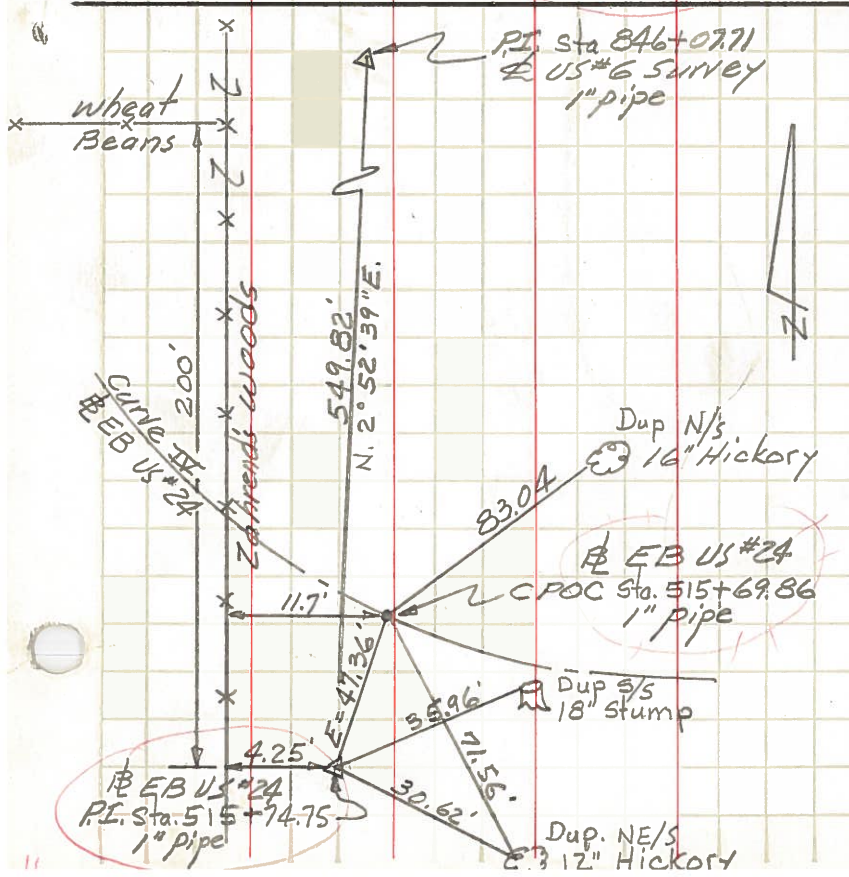 P.I. Sta 846+07.71
℄ US#6 Survey
1" pipe
wheat
Beans
200'
549.82'
N. 2° 52' 39" E.
Zahrends woods
Curve IV
EB US #24
Dup N/S
16" Hickory
83.04
EB US #24
C POC Sta. 515+69.86
1" pipe
11.7'
E=47.36'
35.96'
Dup S/S
18" Stump
71.56'
4.25'
EB US #24
P.I. Sta. 515+74.75
1" pipe
30.62'
Dup. NE/S
12" Hickory
N